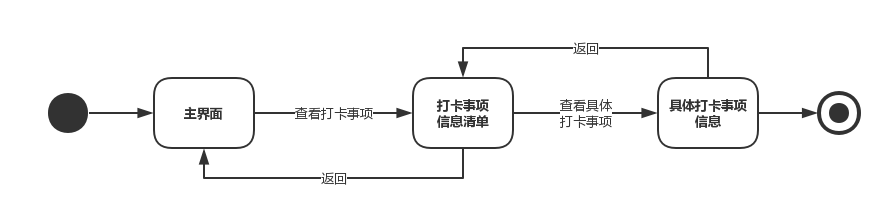 返回
主界面
查看打卡事项
打卡事项
信息清单
查看具体
打卡事项
具体打卡事项
信息
返回